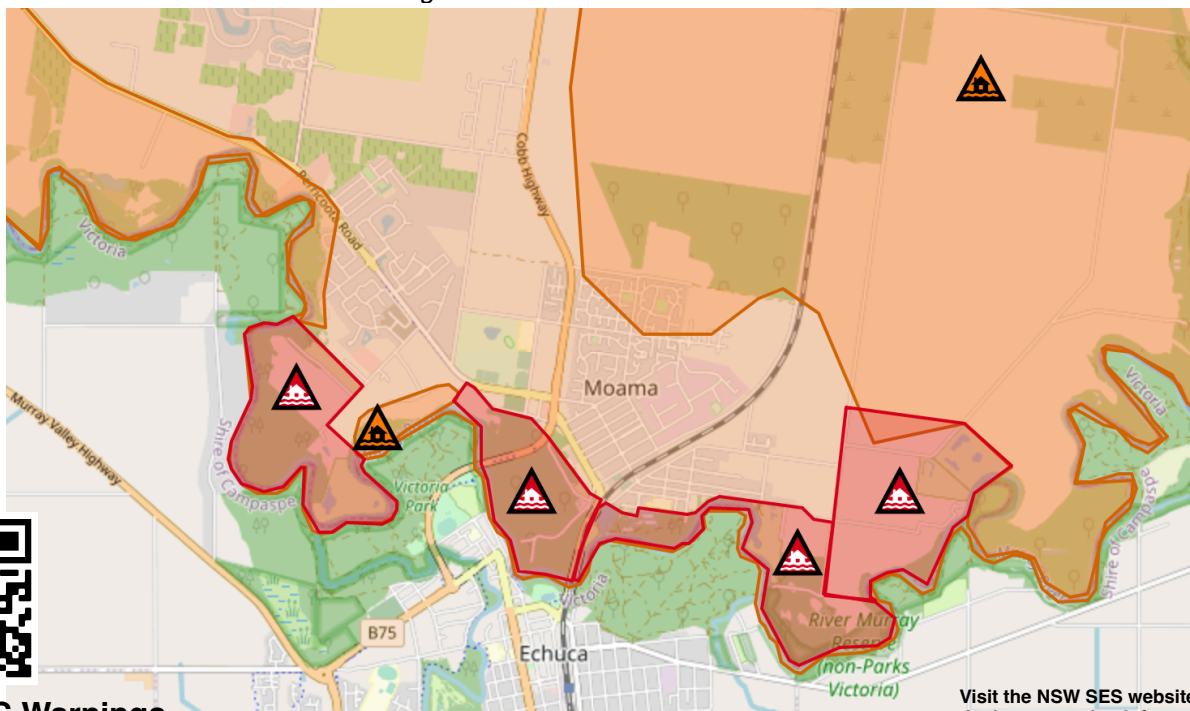 Cobb Highway
Perricoota Road
Victoria
Victoria
Moama
Murray Valley Highway
Shire of Campaspe
Victoria
Park
Shire of Campaspe
Victoria
River Murray
Reserve
(non-Parks
Victoria)
B75
Echuca
Warnings
Visit the NSW SES website